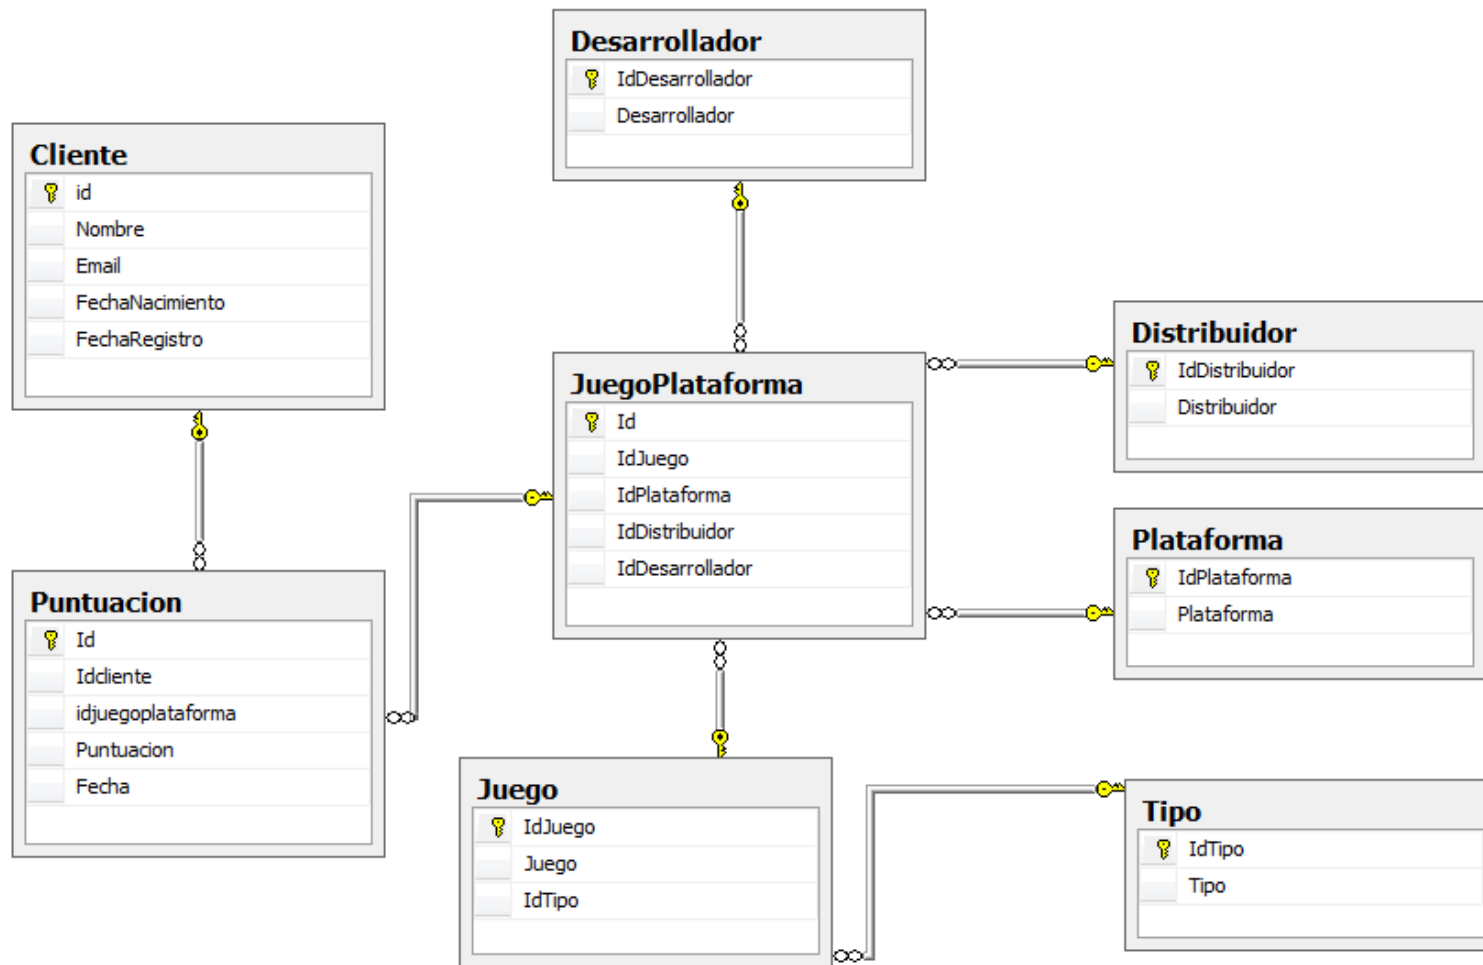 Desarrollador
IdDesarrollador
Desarrollador
Cliente
id
Nombre
Email
FechaNacimiento
FechaRegistro
Distribuidor
IdDistribuidor
Distribuidor
JuegoPlataforma
Id
IdJuego
IdPlataforma
IdDistribuidor
IdDesarrollador
Plataforma
IdPlataforma
Plataforma
Puntuacion
Id
Idcliente
idjuegoplataforma
Puntuacion
Fecha
Juego
IdJuego
Juego
IdTipo
Tipo
IdTipo
Tipo